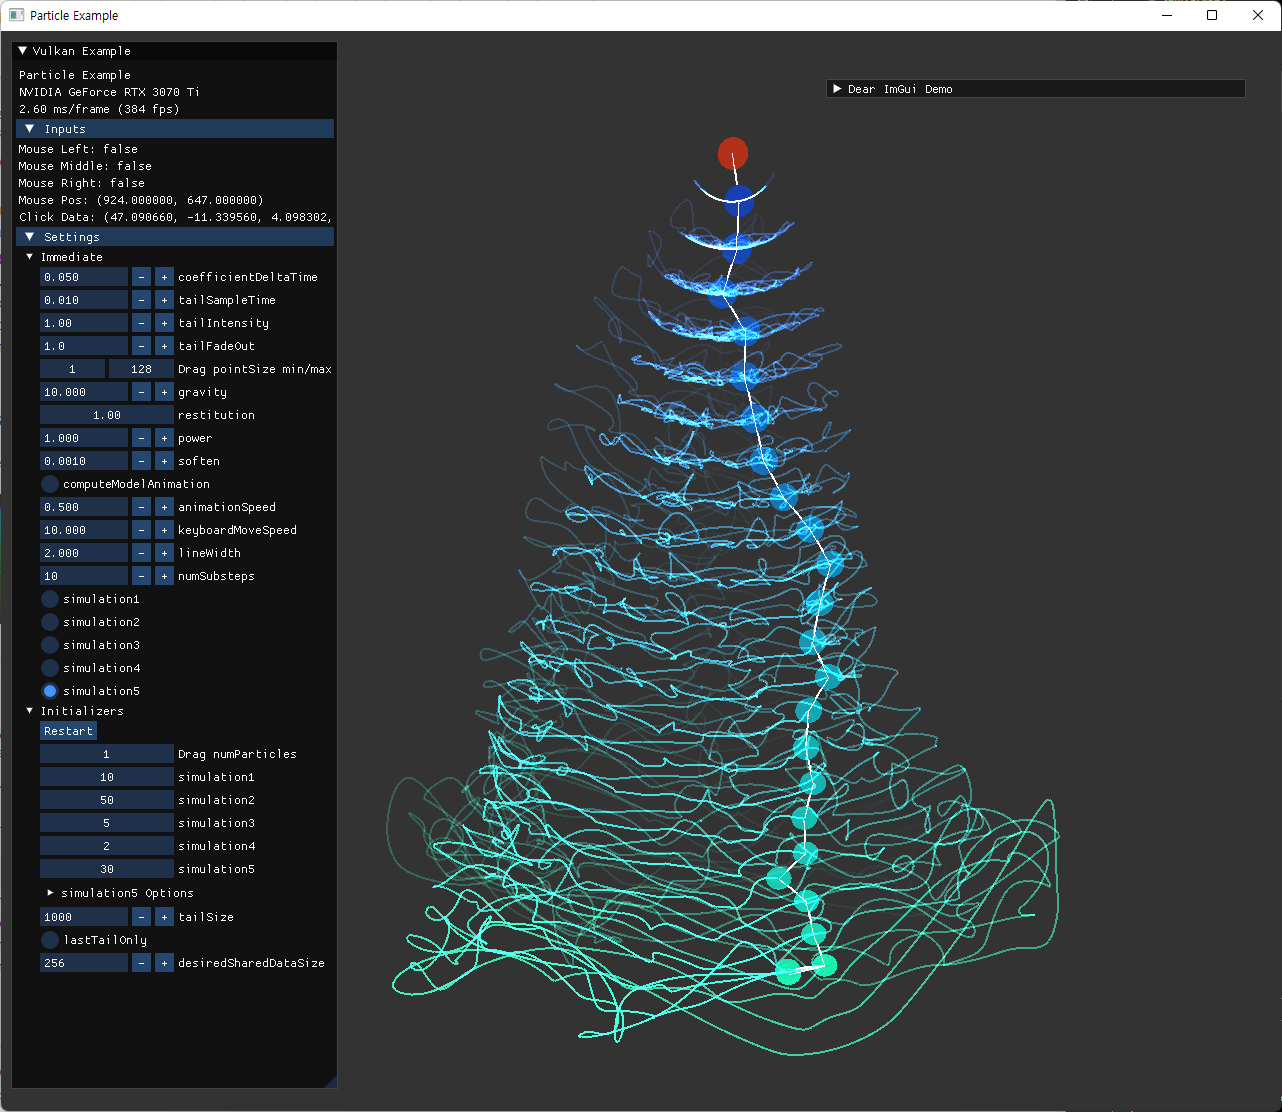 Particle Example
Vulkan Example
Particle Example
NVIDIA GeForce RTX 3070 Ti
2.60 ms/frame (384 fps)
Inputs
Mouse Left: false
Mouse Middle: false
Mouse Right: false
Mouse Pos: (924.000000, 647.000000)
Click Data: (47.090660, -11.339560, 4.098302,
Settings
Immediate
0.050 - + coefficientDeltaTime
0.010 - + tailSampleTime
1.00 - + tailIntensity
1.0 - + tailFadeOut
1 128 Drag pointSize min/max
10.000 - + gravity
1.00 restitution
1.000 - + power
0.0010 - + soften
computeModelAnimation
0.500 - + animationSpeed
10.000 - + keyboardMoveSpeed
2.000 - + lineWidth
10 - + numSubsteps
simulation1
simulation2
simulation3
simulation4
simulation5
Initializers
Restart
1 Drag numParticles
10 simulation1
50 simulation2
5 simulation3
2 simulation4
30 simulation5
simulation5 Options
1000 - + tailSize
lastTailOnly
256 - + desiredSharedDataSize
Dear ImGui Demo